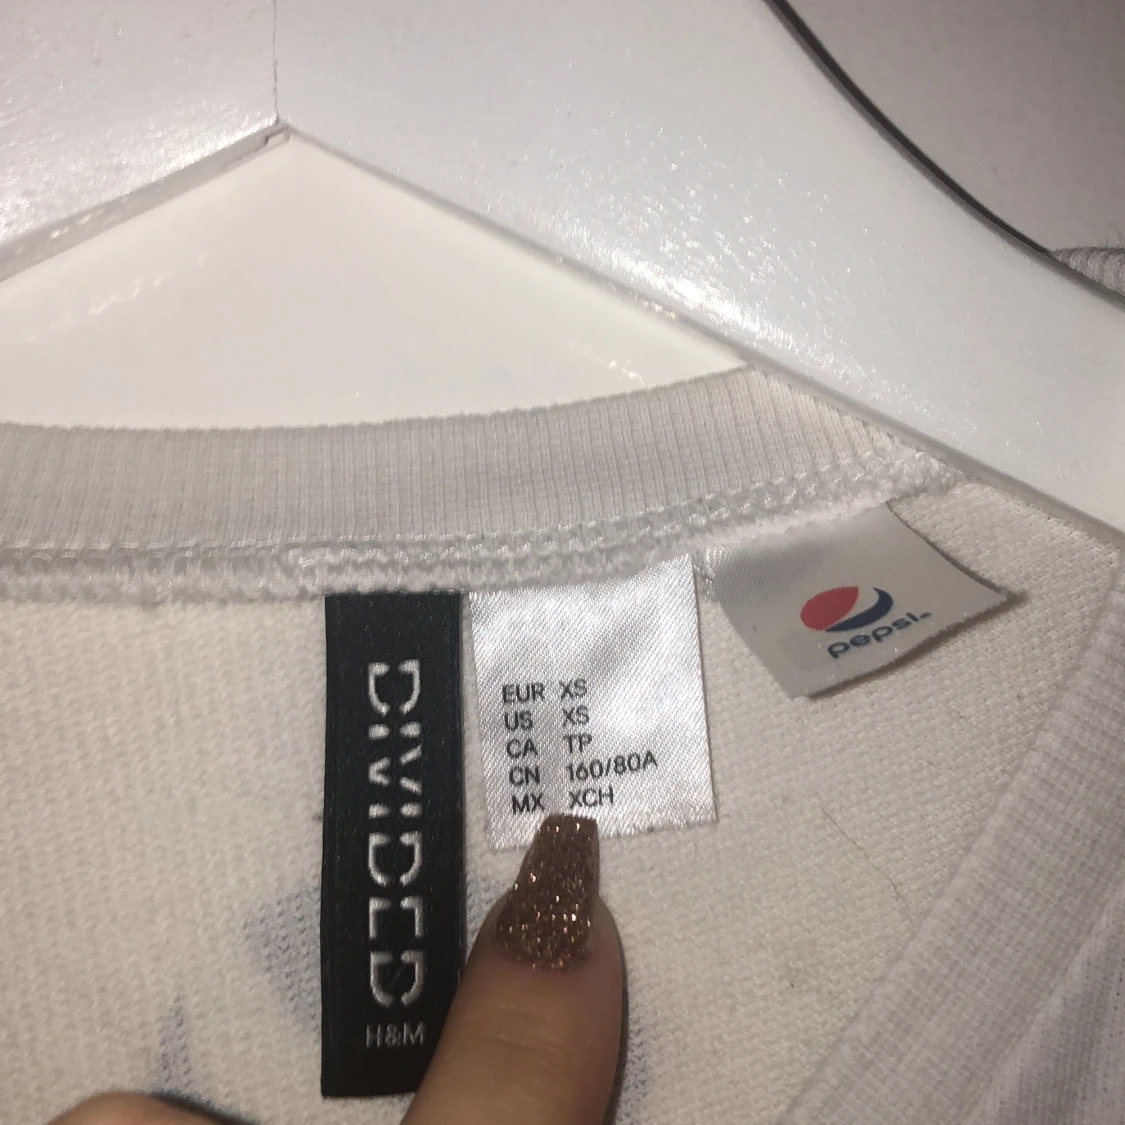 DIVIDED
H&M
EUR XS
US XS
CA TP
CN 160/80A
MX XCH
pepsi